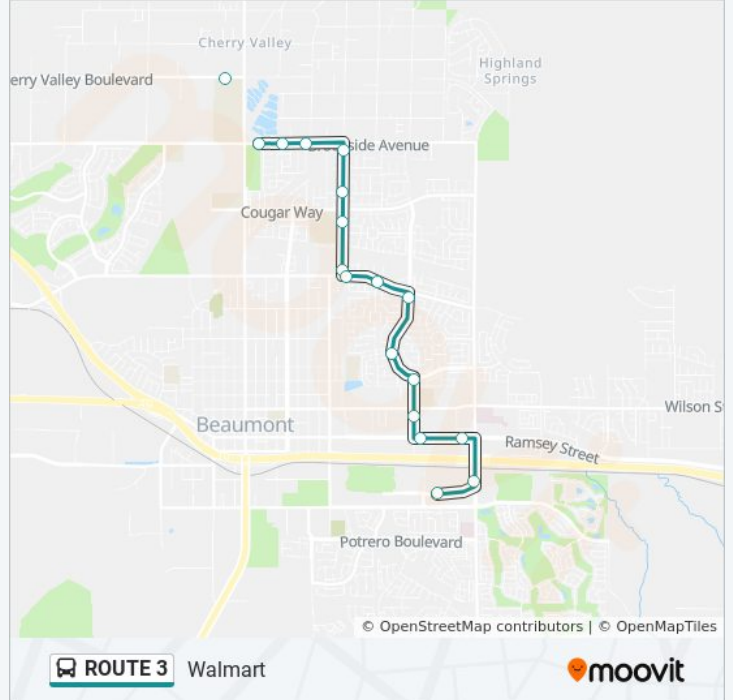 Cherry Valley
Highland
Springs
erry Valley Boulevard
side Avenue
Cougar Way
Wilson S
Beaumont
Ramsey Street
Potrero Boulevard
© OpenStreetMap contributors | © OpenMapTiles
ROUTE 3 Walmart
moovit